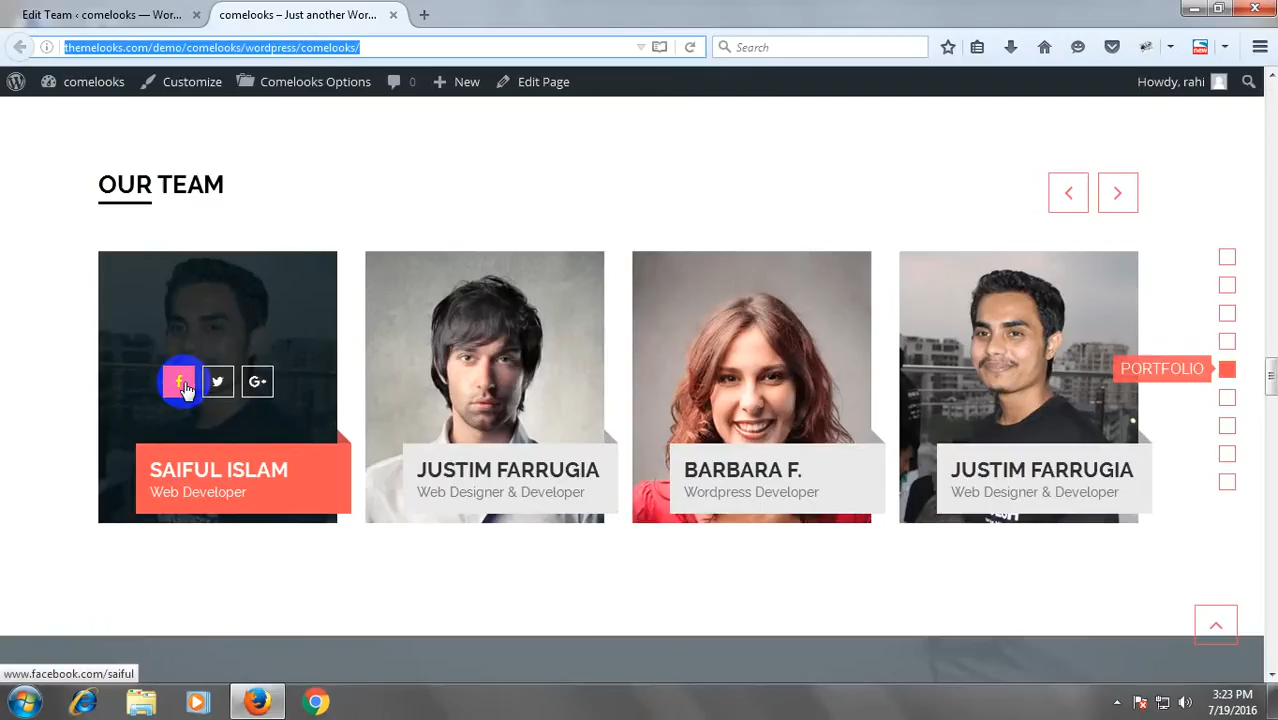 Edit Team ‹ comelooks — Wor...
comelooks – Just another Wor...
themelooks.com/demo/comelooks/wordpress/comelooks/
Search
comelooks
Customize
Comelooks Options
0
New
Edit Page
Howdy, rahi
OUR TEAM
PORTFOLIO
SAIFUL ISLAM
Web Developer
JUSTIM FARRUGIA
Web Designer & Developer
BARBARA F.
Wordpress Developer
JUSTIM FARRUGIA
Web Designer & Developer
www.facebook.com/saiful
3:23 PM
7/19/2016